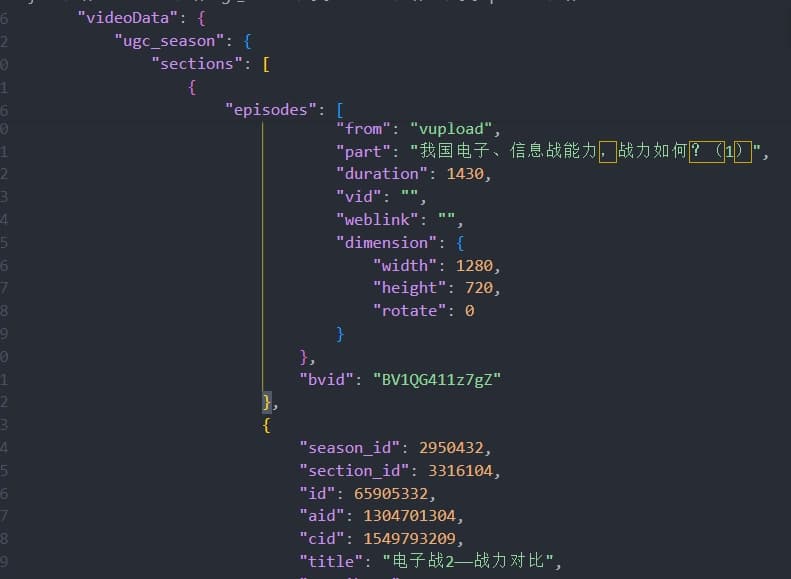 6 "videoData": {
2 "ugc_season": {
0 "sections": [
1 {
6 "episodes": [
0 "from": "vupload",
1 "part": "我国电子、信息战能力，战力如何？（1）",
2 "duration": 1430,
3 "vid": "",
4 "weblink": "",
5 "dimension": {
6 "width": 1280,
7 "height": 720,
8 "rotate": 0
9 }
0 },
1 "bvid": "BV1QG411z7gZ"
2 },
3 {
4 "season_id": 2950432,
5 "section_id": 3316104,
6 "id": 65905332,
7 "aid": 1304701304,
8 "cid": 1549793209,
9 "title": "电子战2——战力对比",